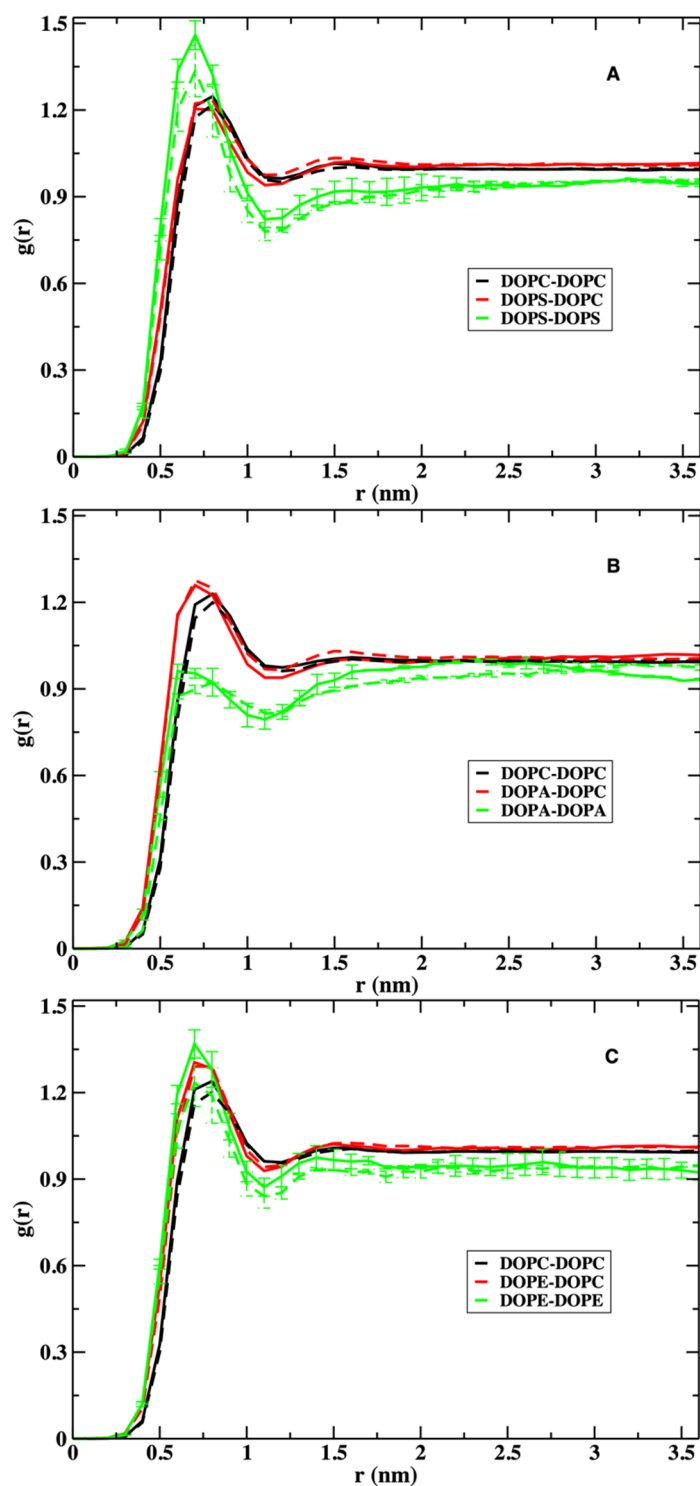 1.5
A
1.2
0.9
g(r)
0.6
DOPC-DOPC
DOPS-DOPC
DOPS-DOPS
0.3
0
0 0.5 1 1.5 2 2.5 3 3.5
r (nm)
1.5
B
1.2
0.9
g(r)
0.6
DOPC-DOPC
DOPA-DOPC
DOPA-DOPA
0.3
0
0 0.5 1 1.5 2 2.5 3 3.5
r (nm)
1.5
C
1.2
0.9
g(r)
0.6
DOPC-DOPC
DOPE-DOPC
DOPE-DOPE
0.3
0
0 0.5 1 1.5 2 2.5 3 3.5
r (nm)